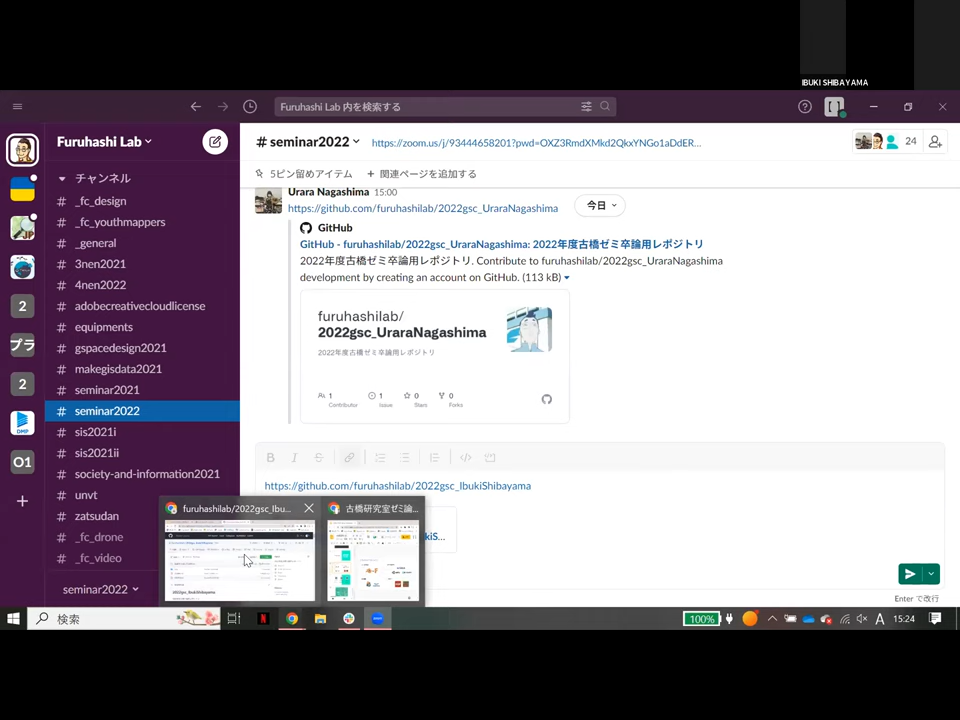 IBUKI SHIBAYAMA
Furuhashi Lab 内を検索する
Furuhashi Lab
# seminar2022
https://zoom.us/j/93444658201?pwd=OXZ3RmdXMkd2QkxYNGo1aDdER...
24
チャンネル
5ピン留めアイテム
+ 関連ページを追加する
# _fc_design
# _fc_youthmappers
# _general
# 3nen2021
# 4nen2022
# adobecreativecloudlicense
# equipments
# gspacedesign2021
# makegisdata2021
# seminar2021
# seminar2022
# sis2021i
# sis2021ii
# society-and-information2021
# unvt
# zatsudan
# _fc_drone
# _fc_video
seminar2022
2
プラ
2
DMP
O1
+
Urara Nagashima 15:00
今日
https://github.com/furuhashilab/2022gsc_UraraNagashima
GitHub
GitHub - furuhashilab/2022gsc_UraraNagashima: 2022年度古橋ゼミ卒論用レポジトリ
2022年度古橋ゼミ卒論用レポジトリ. Contribute to furuhashilab/2022gsc_UraraNagashima
development by creating an account on GitHub. (113 kB)
furuhashilab/
2022gsc_UraraNagashima
2022年度古橋ゼミ卒論用レポジトリ
1
Contributor
1
Issue
0
Stars
0
Forks
B I S
https://github.com/furuhashilab/2022gsc_IbukiShibayama
kiS...
furuhashilab/2022gsc_Ibu...
古橋研究室ゼミ論...
Enter で改行
検索
100%
A
15:24